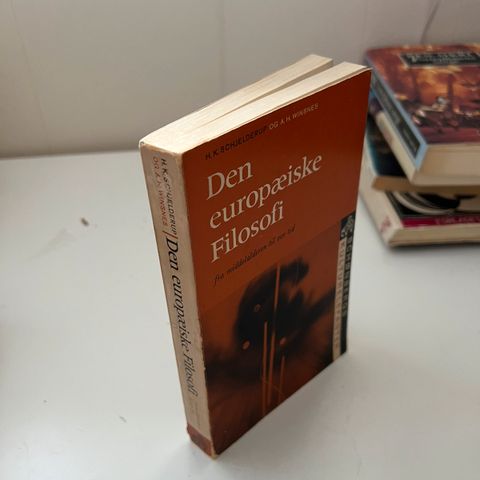 H. K. SCHJELDERUP OG A. H. WINSNES
Den
europæiske
Filosofi
fra middelalderen til vor tid
H. K. SCHJELDERUP
OG A. H. WINSNES
Den europæiske Filosofi